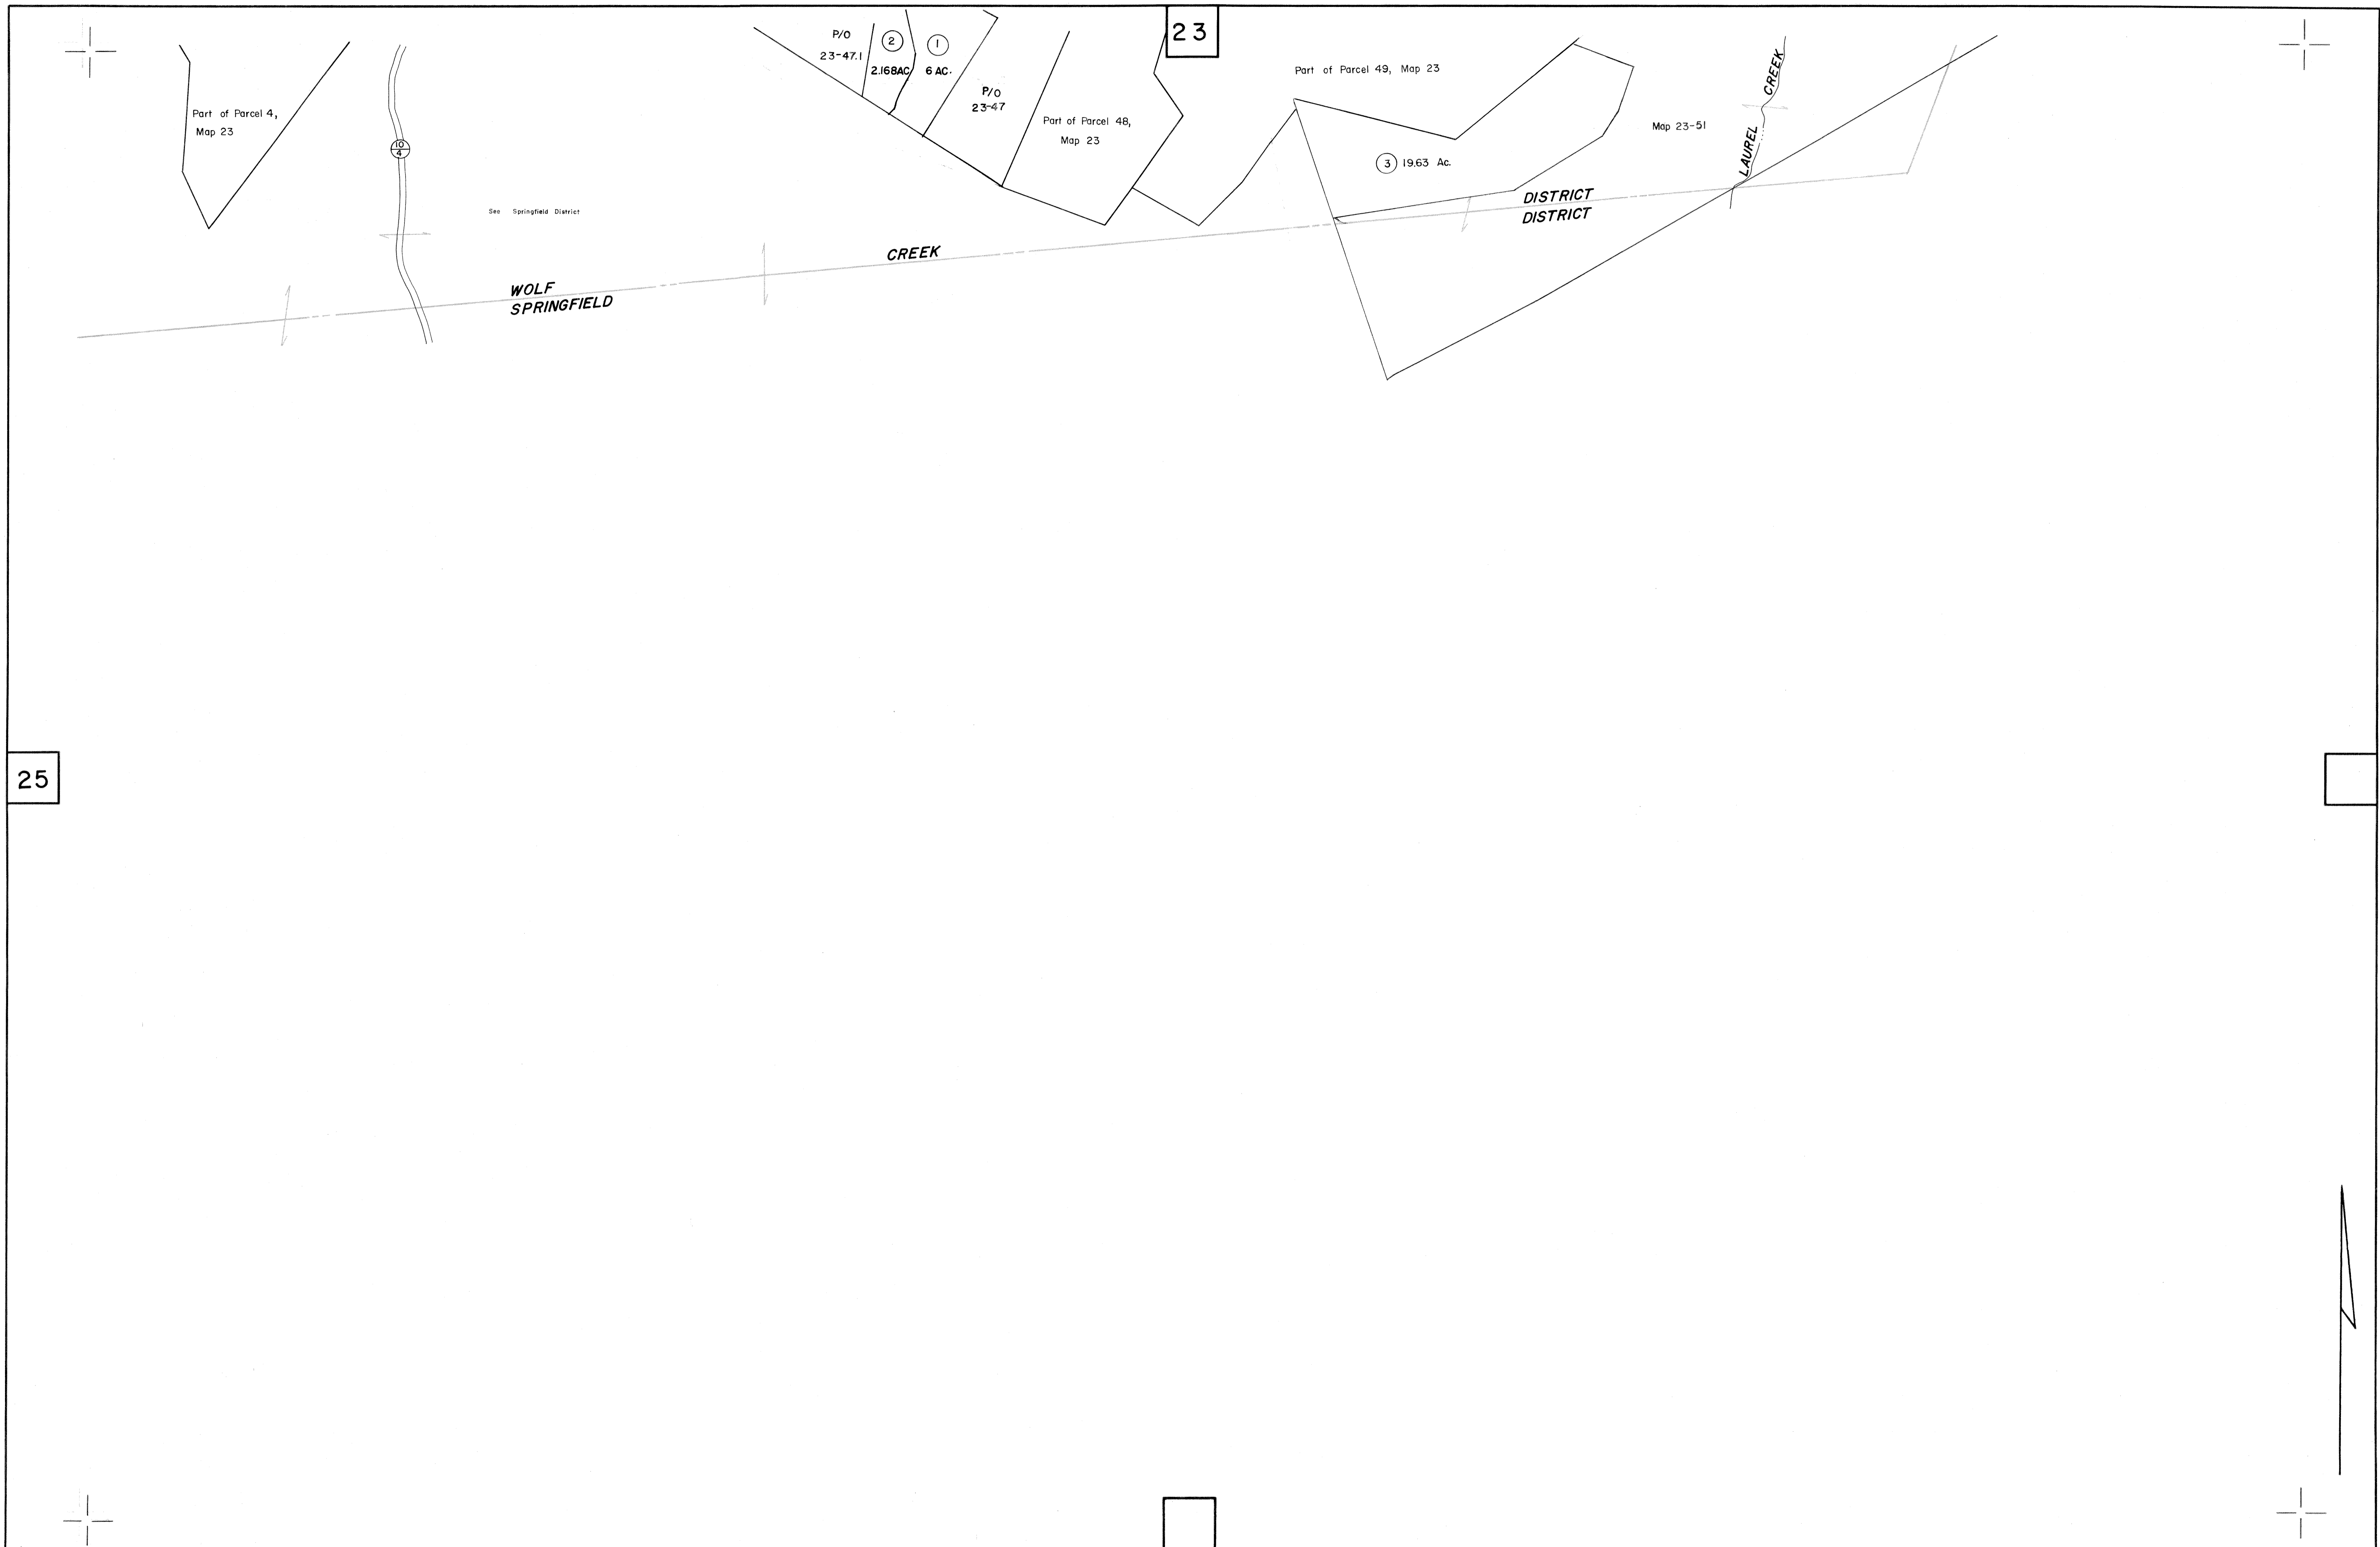 23
P/O
23-47.1
2
2.168AC
1
6 AC.
P/O
23-47
Part of Parcel 48,
Map 23
Part of Parcel 4,
Map 23
10
4
See Springfield District
Part of Parcel 49, Map 23
3 19.63 Ac.
Map 23-51
LAUREL CREEK
WOLF CREEK DISTRICT
SPRINGFIELD DISTRICT
25